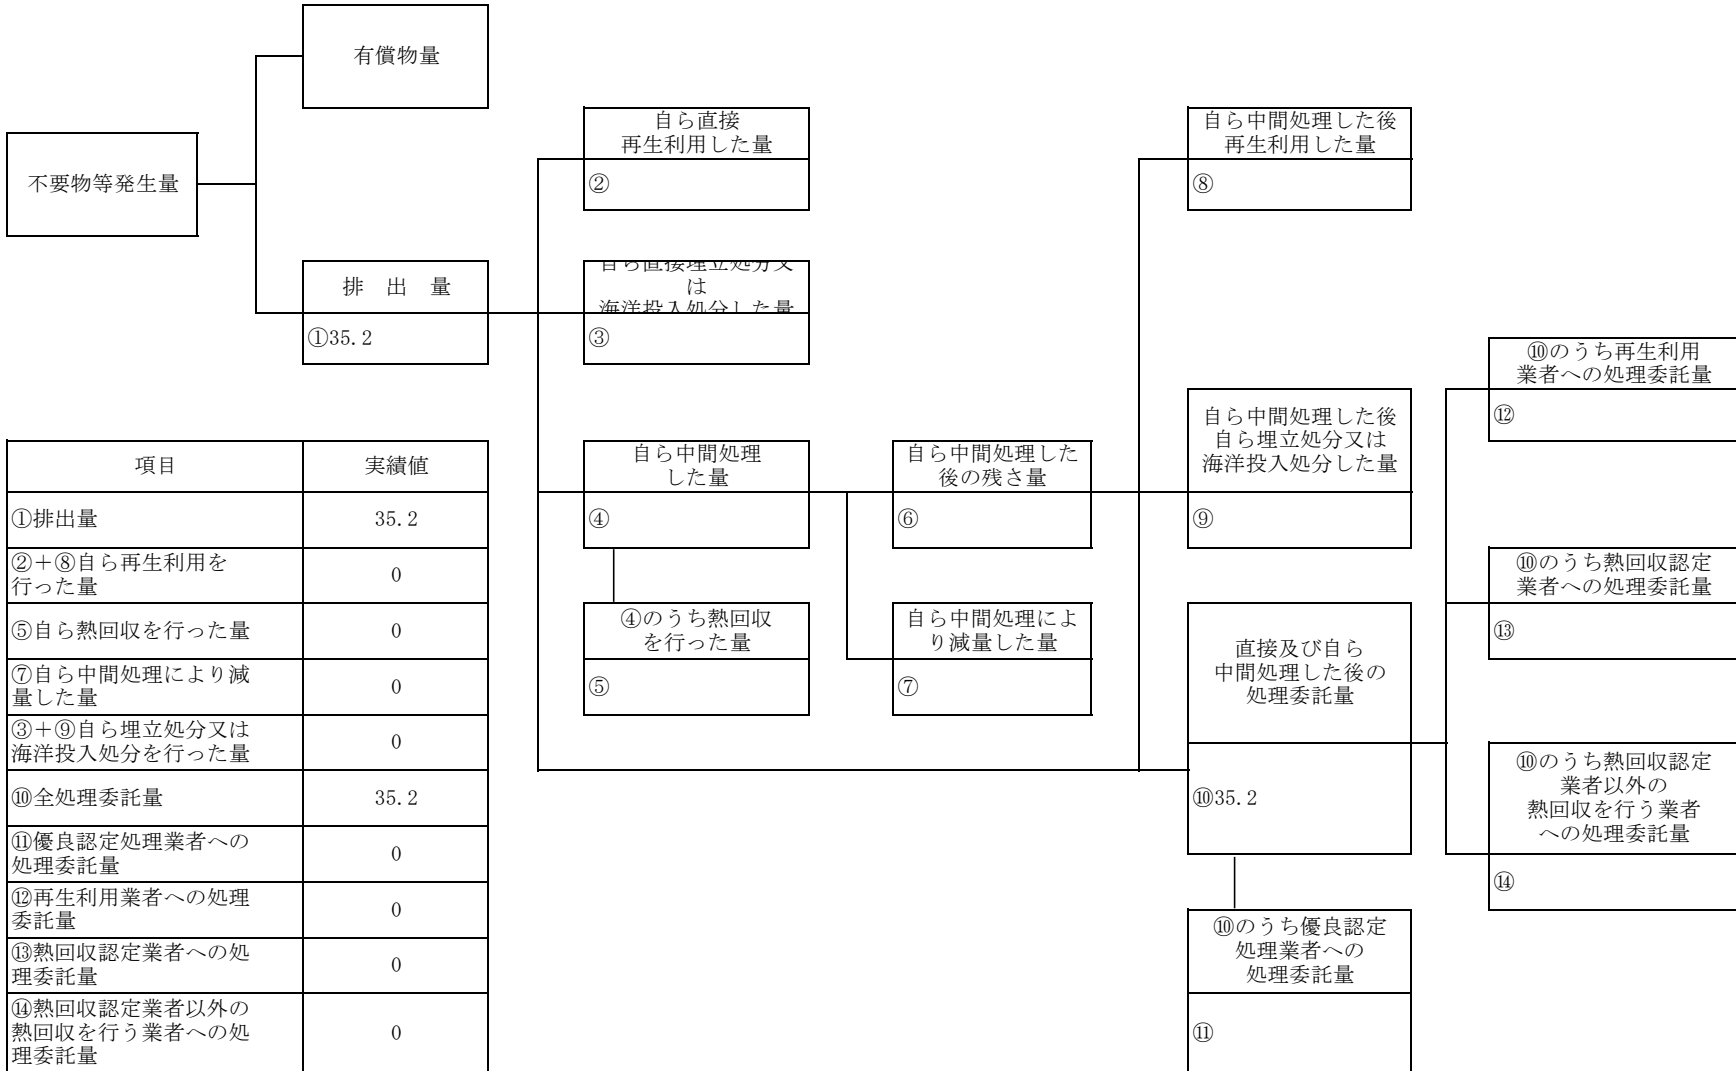 有償物量
不要物等発生量
排　出　量
①35.2
自ら直接
再生利用した量
②
自ら直接埋立処分又
は
海洋投入処分した量
③
自ら中間処理した後
再生利用した量
⑧
自ら中間処理
した量
④
自ら中間処理した
後の残さ量
⑥
自ら中間処理した後
自ら埋立処分又は
海洋投入処分した量
⑨
④のうち熱回収
を行った量
⑤
自ら中間処理によ
り減量した量
⑦
直接及び自ら
中間処理した後の
処理委託量
⑩35.2
⑩のうち優良認定
処理業者への
処理委託量
⑪
⑩のうち再生利用
業者への処理委託量
⑫
⑩のうち熱回収認定
業者への処理委託量
⑬
⑩のうち熱回収認定
業者以外の
熱回収を行う業者
への処理委託量
⑭
項目 実績値
①排出量 35.2
②＋⑧自ら再生利用を
行った量 0
⑤自ら熱回収を行った量 0
⑦自ら中間処理により減
量した量 0
③＋⑨自ら埋立処分又は
海洋投入処分を行った量 0
⑩全処理委託量 35.2
⑪優良認定処理業者への
処理委託量 0
⑫再生利用業者への処理
委託量 0
⑬熱回収認定業者への処
理委託量 0
⑭熱回収認定業者以外の
熱回収を行う業者への処
理委託量 0